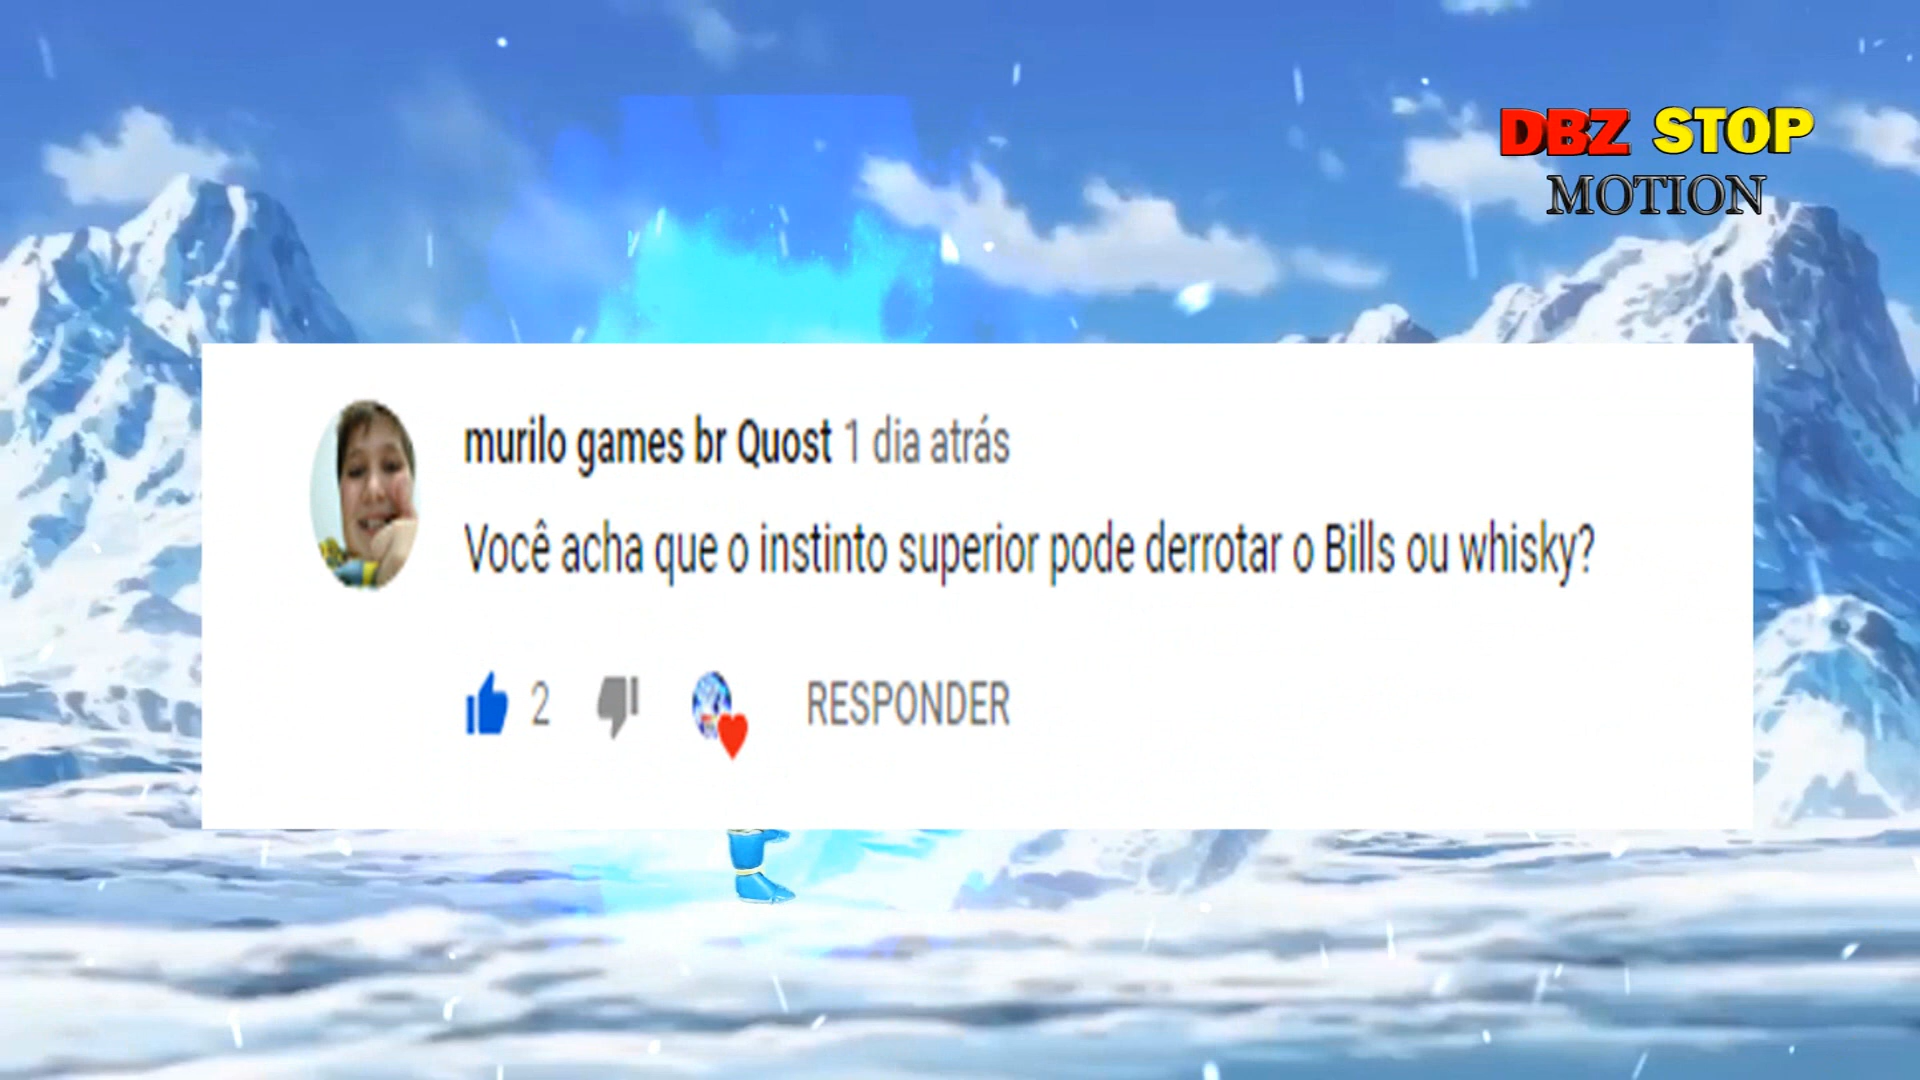 DBZ STOP
MOTION
murilo games br Quost 1 dia atrás
Você acha que o instinto superior pode derrotar o Bills ou whisky?
2 RESPONDER